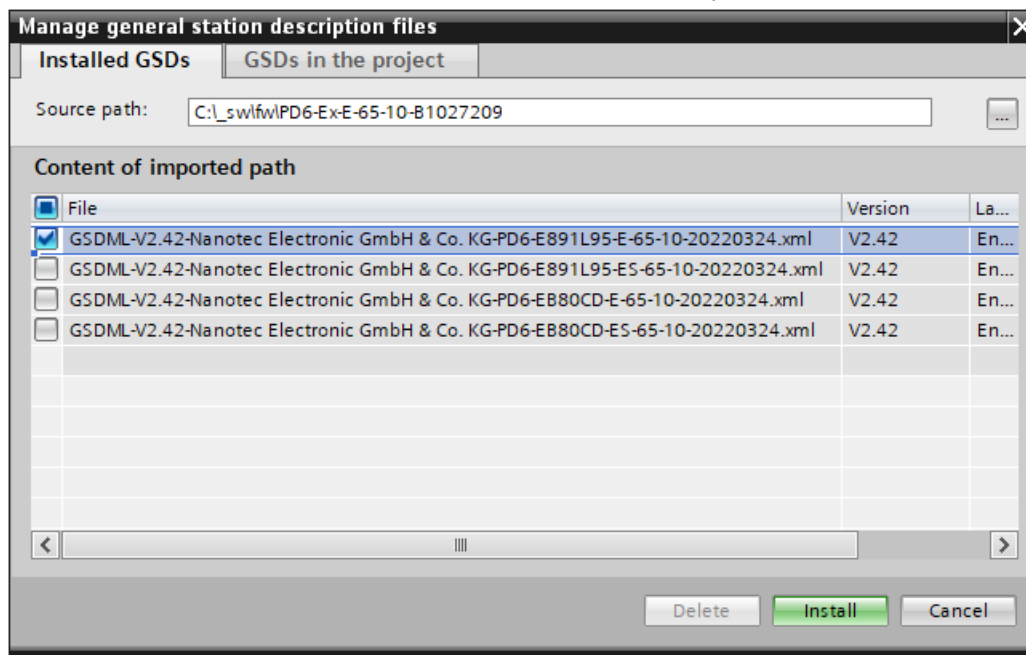 Manage general station description files
Installed GSDs GSDs in the project
Source path: C:\_sw\fw\PD6-Ex-E-65-10-B1027209 ...
Content of imported path
File Version La...
GSDML-V2.42-Nanotec Electronic GmbH & Co. KG-PD6-E891L95-E-65-10-20220324.xml V2.42 En...
GSDML-V2.42-Nanotec Electronic GmbH & Co. KG-PD6-E891L95-ES-65-10-20220324.xml V2.42 En...
GSDML-V2.42-Nanotec Electronic GmbH & Co. KG-PD6-EB80CD-E-65-10-20220324.xml V2.42 En...
GSDML-V2.42-Nanotec Electronic GmbH & Co. KG-PD6-EB80CD-ES-65-10-20220324.xml V2.42 En...
Delete Install Cancel